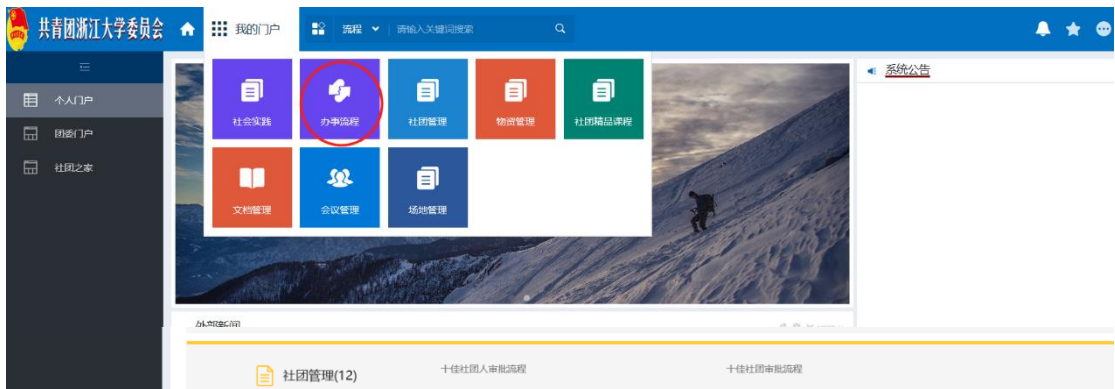 共青团浙江大学委员会
我的门户
流程
请输入关键词搜索
个人门户
团委门户
社团之家
社会实践
办事流程
社团管理
物资管理
社团精品课程
文档管理
会议管理
场地管理
系统公告
外部新闻
社团管理(12)
十佳社团人审批流程
十佳社团审批流程